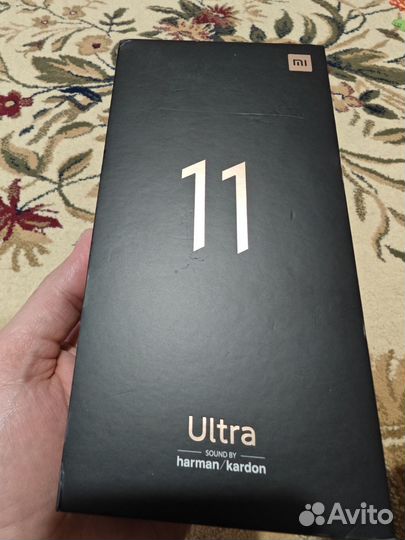 mi
11
Ultra
SOUND BY
harman/kardon
Avito